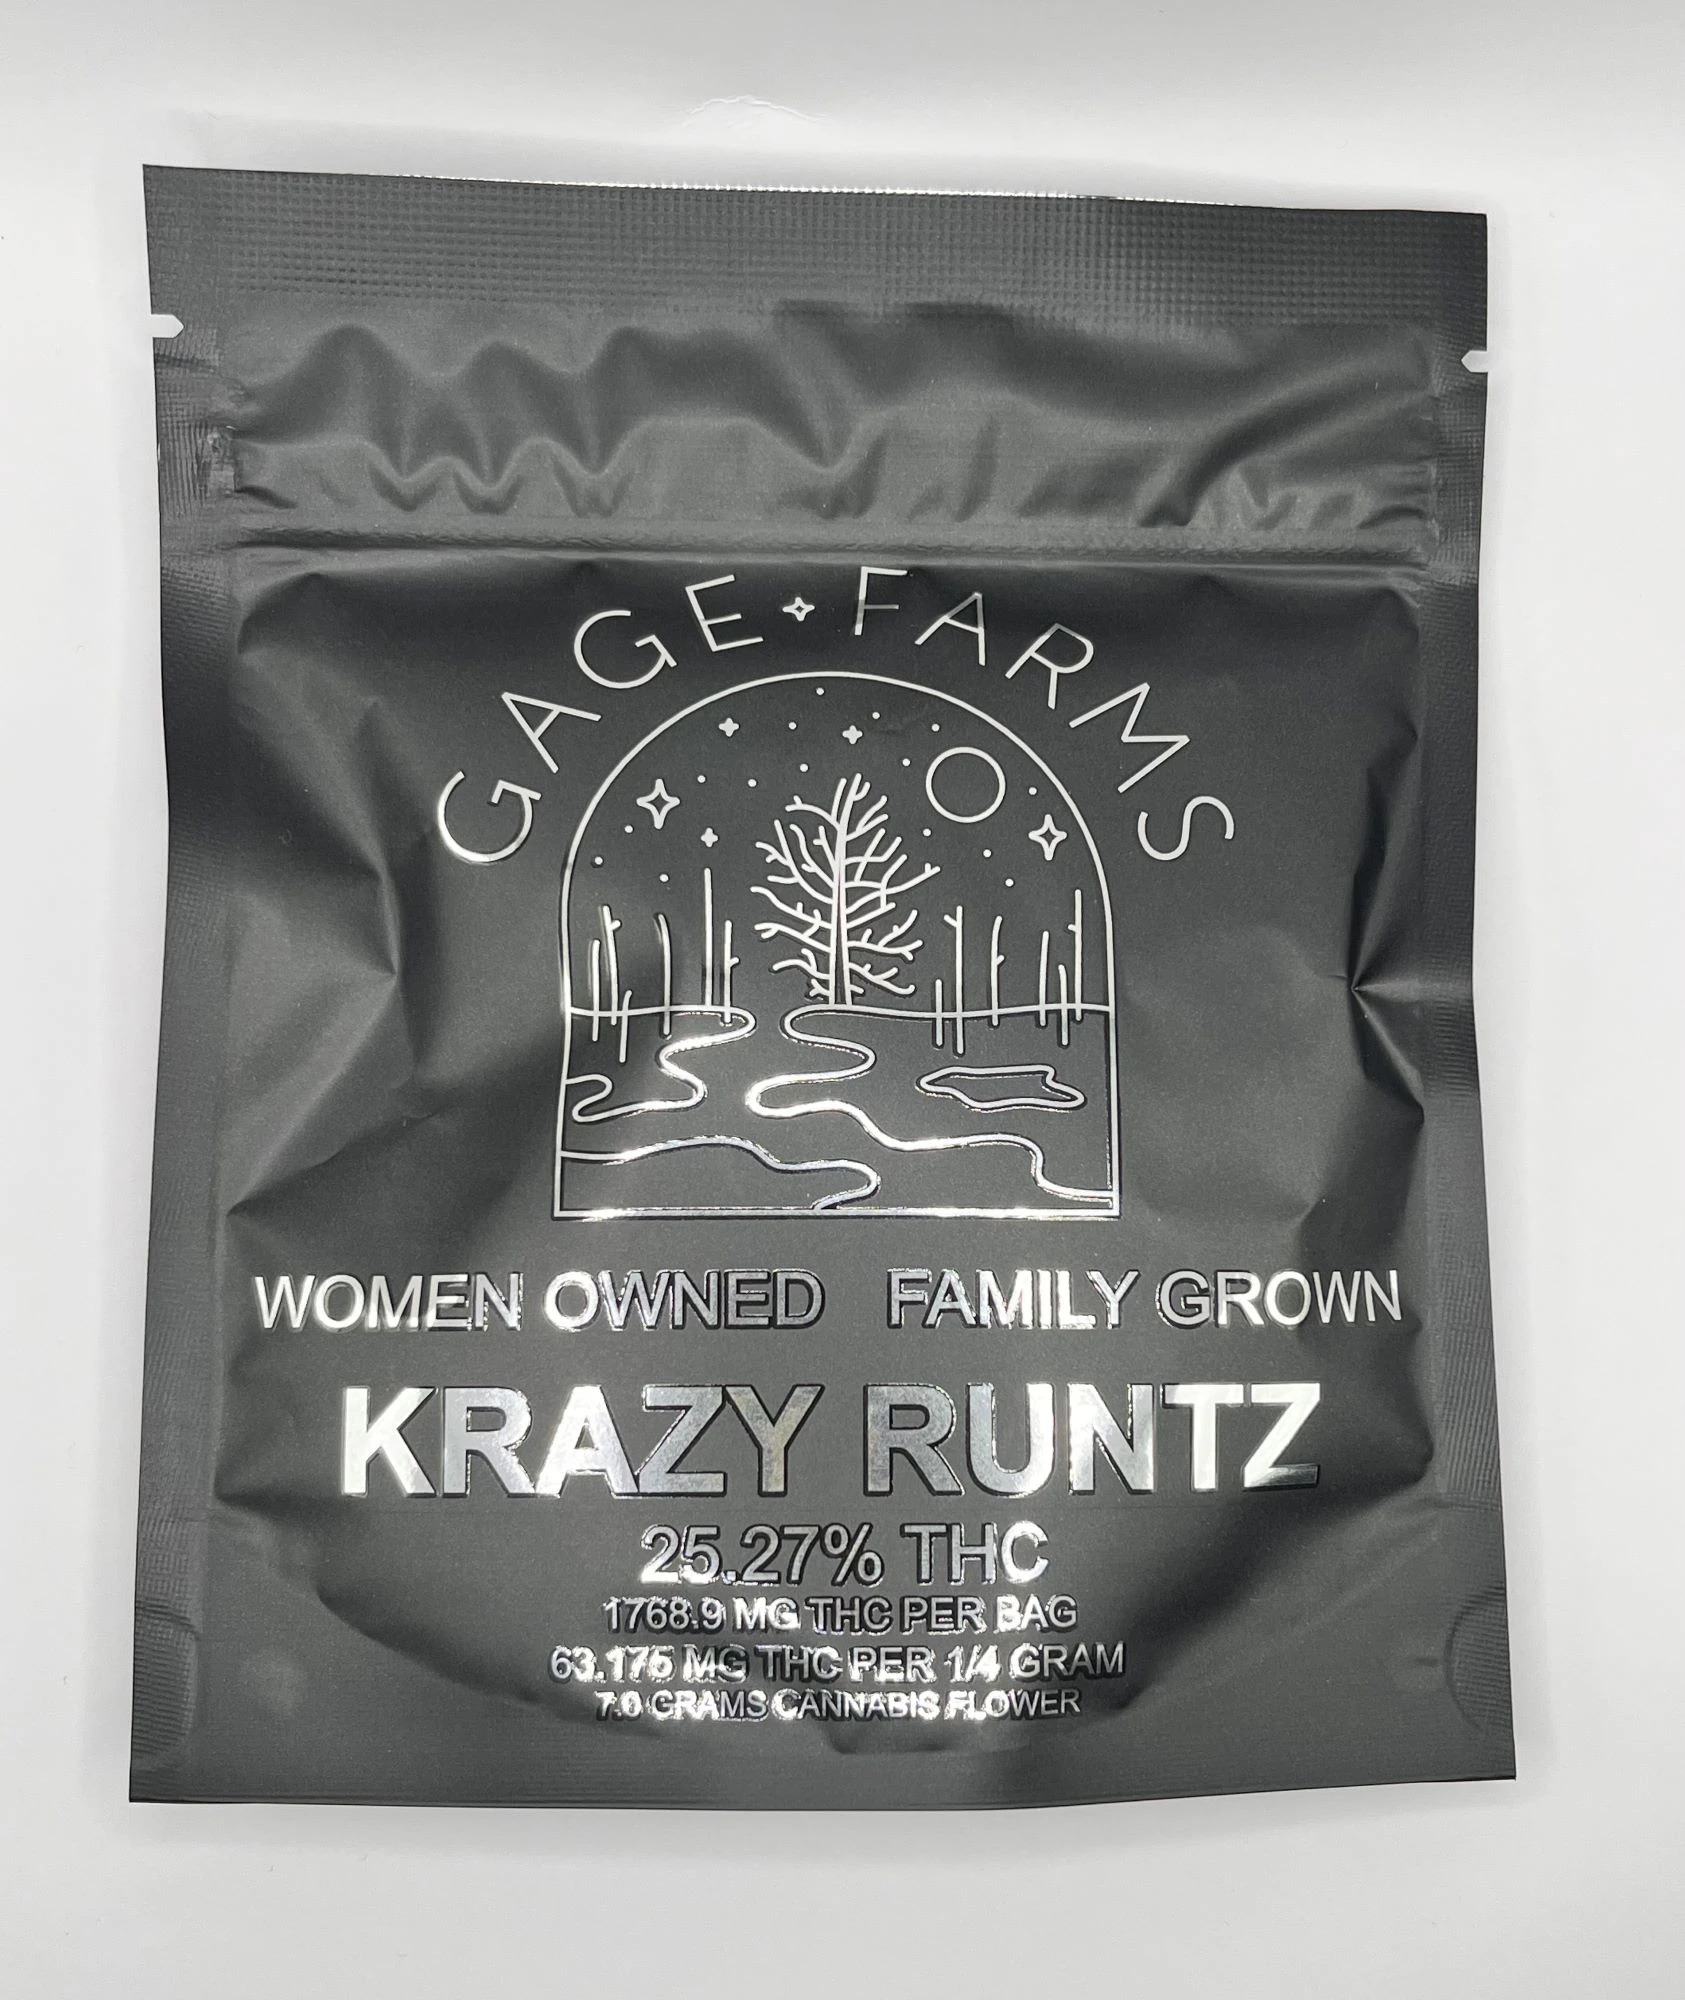 GAGE FARMS
WOMEN OWNED FAMILY GROWN
KRAZY RUNTZ
25.27% THC
1768.9 MG THC PER BAG
63.175 MG THC PER 1/4 GRAM
7.0 GRAMS CANNABIS FLOWER